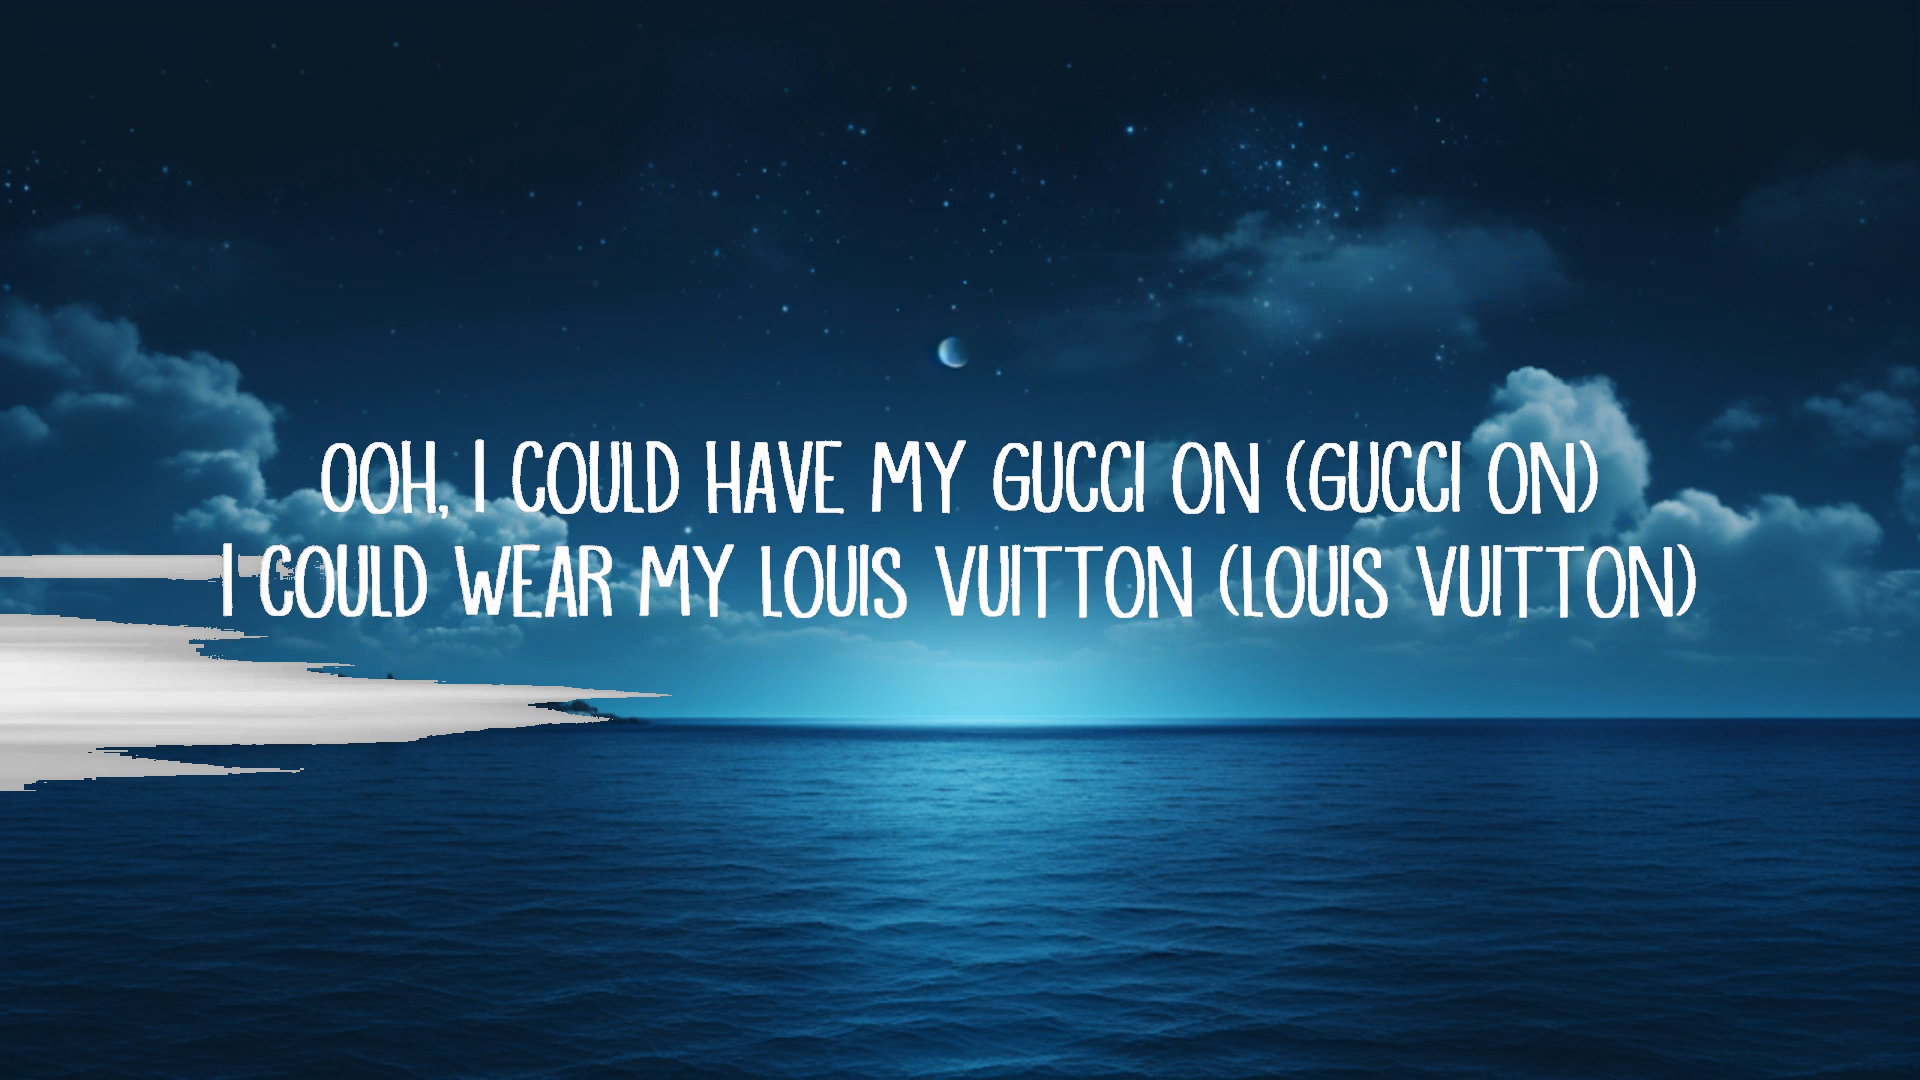 OOH, I COULD HAVE MY GUCCI ON (GUCCI ON)
I COULD WEAR MY LOUIS VUITTON (LOUIS VUITTON)